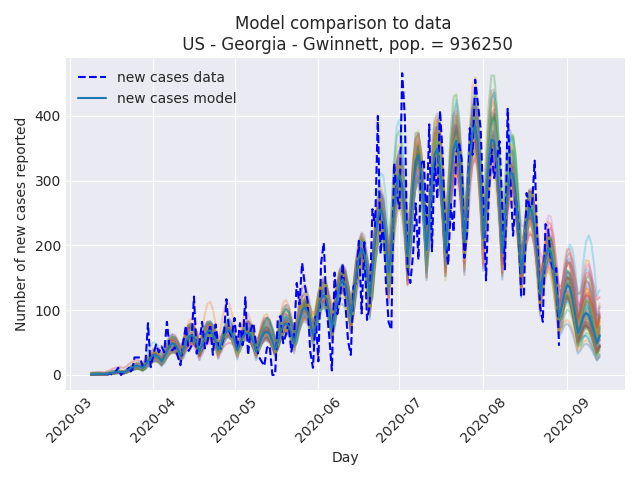 Model comparison to data
US - Georgia - Gwinnett, pop. = 936250
new cases data
new cases model
Number of new cases reported
400
300
200
100
0
2020-03
2020-04
2020-05
2020-06
2020-07
2020-08
2020-09
Day